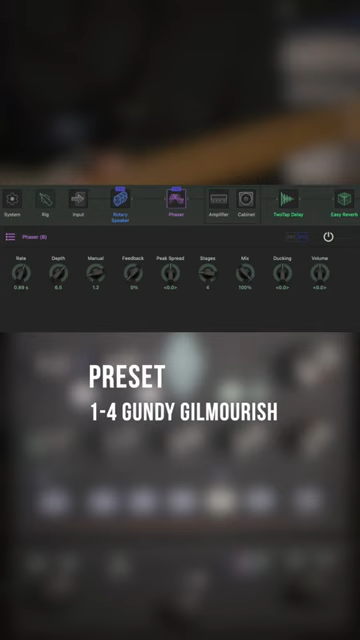 System Rig Input Rotary Speaker Phaser Amplifier Cabinet TwoTap Delay Easy Reverb
Phaser (B)
Rate Depth Manual Feedback Peak Spread Stages Mix Ducking Volume
0.69 s 6.5 1.2 0% <0.0> 4 100% <0.0> <0.0>
PRESET
1-4 GUNDY GILMOURISH